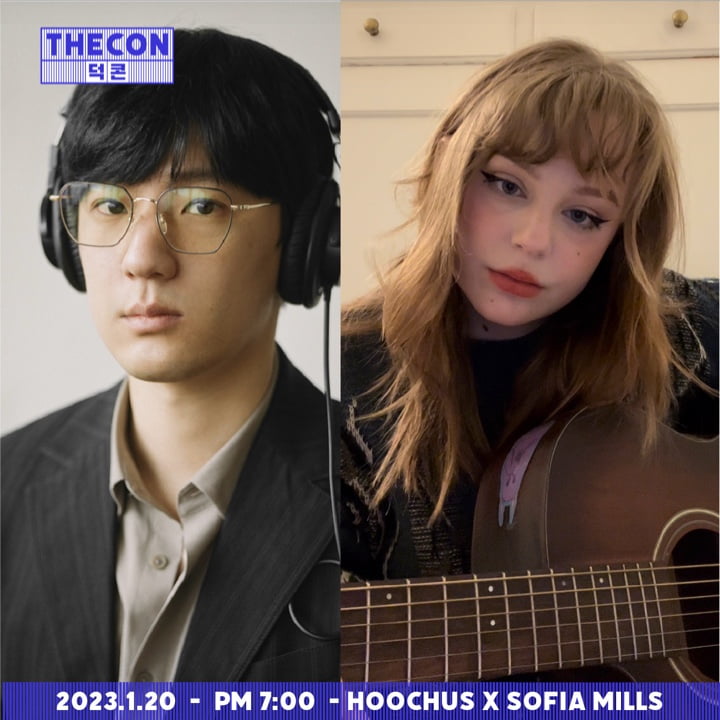 THECON
덕콘
2023.1.20 - PM 7:00 - HOOCHUS X SOFIA MILLS